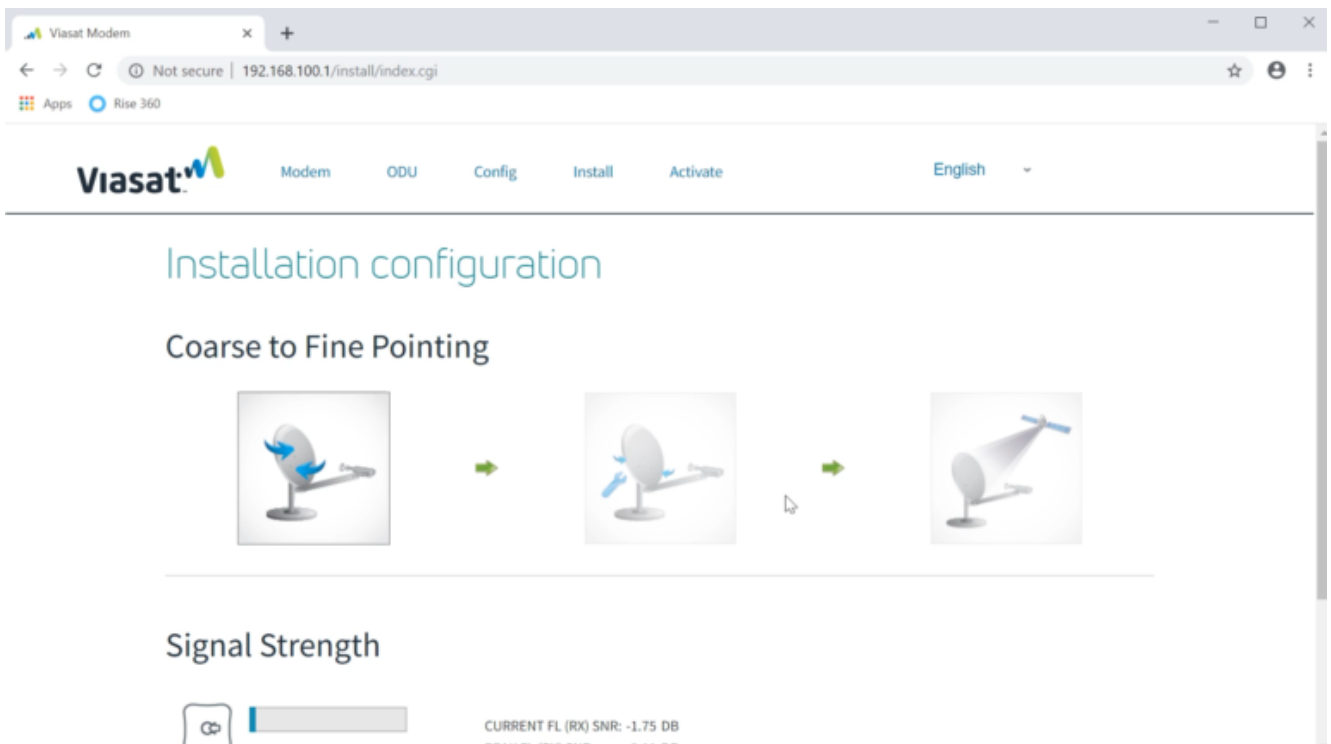 Viasat Modem
Not secure | 192.168.100.1/install/index.cgi
Apps Rise 360
Viasat Modem ODU Config Install Activate English
Installation configuration
Coarse to Fine Pointing
Signal Strength
CURRENT FL (RX) SNR: -1.75 DB